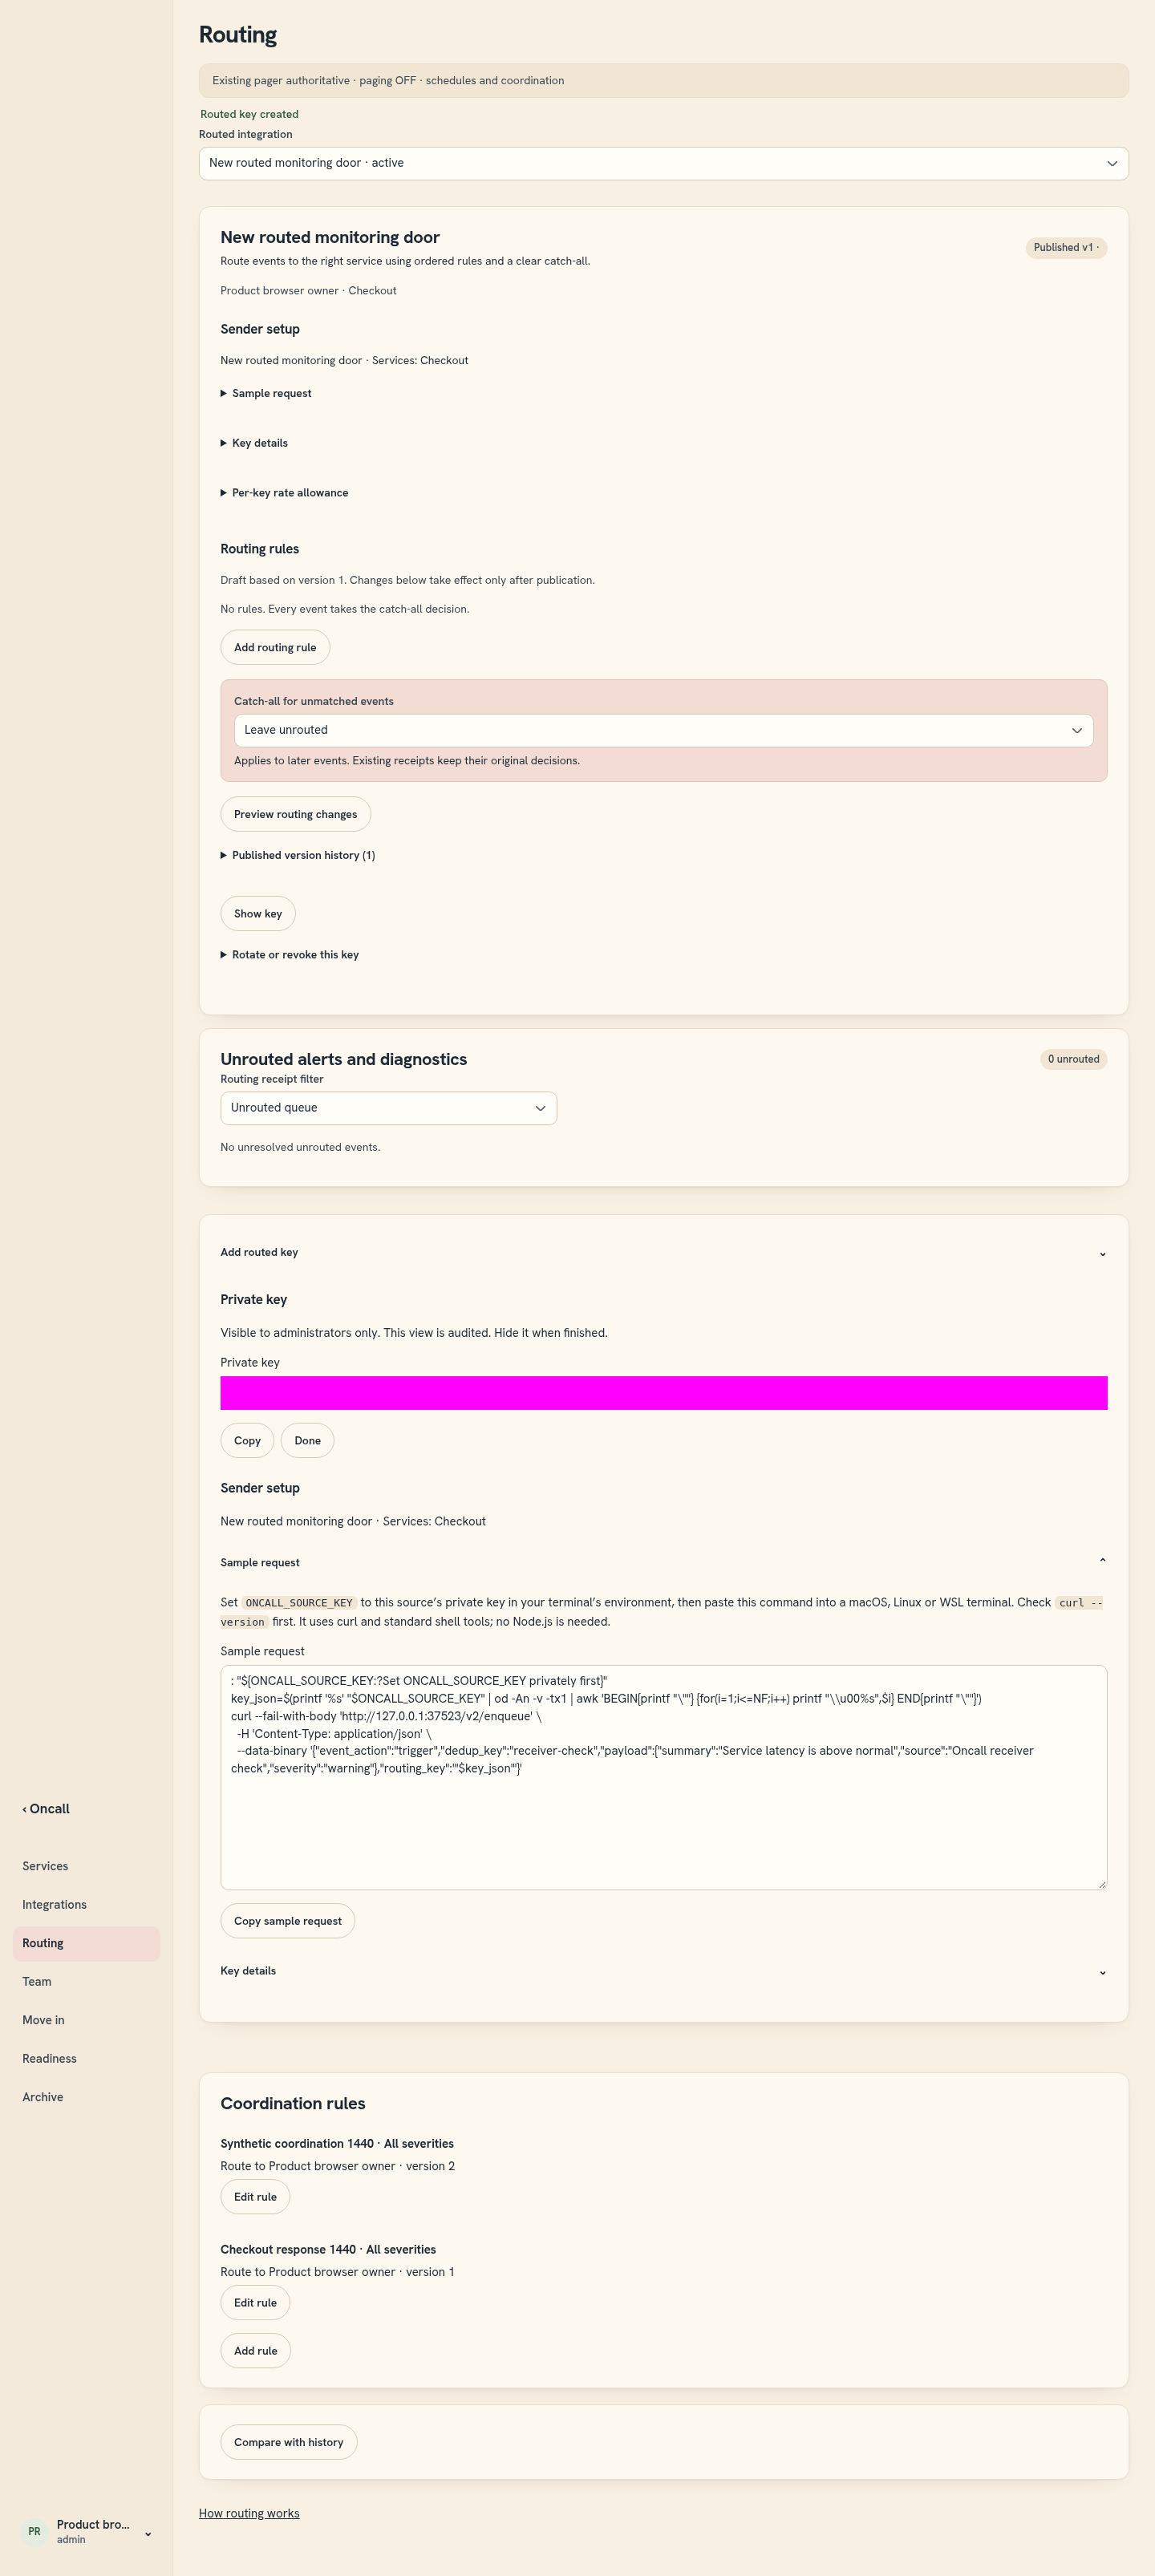 Routing
Existing pager authoritative · paging OFF · schedules and coordination
Routed key created
Routed integration
New routed monitoring door · active
New routed monitoring door
Published v1 ·
Route events to the right service using ordered rules and a clear catch-all.
Product browser owner · Checkout
Sender setup
New routed monitoring door · Services: Checkout
Sample request
Key details
Per-key rate allowance
Routing rules
Draft based on version 1. Changes below take effect only after publication.
No rules. Every event takes the catch-all decision.
Add routing rule
Catch-all for unmatched events
Leave unrouted
Applies to later events. Existing receipts keep their original decisions.
Preview routing changes
Published version history (1)
Show key
Rotate or revoke this key
Unrouted alerts and diagnostics
0 unrouted
Routing receipt filter
Unrouted queue
No unresolved unrouted events.
Add routed key
Private key
Visible to administrators only. This view is audited. Hide it when finished.
Private key
Copy
Done
Sender setup
New routed monitoring door · Services: Checkout
Sample request
Set ONCALL_SOURCE_KEY to this source’s private key in your terminal’s environment, then paste this command into a macOS, Linux or WSL terminal. Check curl --
version first. It uses curl and standard shell tools; no Node.js is needed.
Sample request
: "${ONCALL_SOURCE_KEY:?Set ONCALL_SOURCE_KEY privately first}"
key_json=$(printf '%s' "$ONCALL_SOURCE_KEY" | od -An -v -tx1 | awk 'BEGIN{printf "\""} {for(i=1;i<=NF;i++) printf "\\u00%s",$i} END{printf "\""}')
curl --fail-with-body 'http://127.0.0.1:37523/v2/enqueue' \
-H 'Content-Type: application/json' \
--data-binary '{"event_action":"trigger","dedup_key":"receiver-check","payload":{"summary":"Service latency is above normal","source":"Oncall receiver
check","severity":"warning"},"routing_key":'"$key_json"'}'
Copy sample request
Key details
‹ Oncall
Services
Integrations
Routing
Team
Move in
Readiness
Archive
Coordination rules
Synthetic coordination 1440 · All severities
Route to Product browser owner · version 2
Edit rule
Checkout response 1440 · All severities
Route to Product browser owner · version 1
Edit rule
Add rule
Compare with history
How routing works
PR
Product bro...
admin